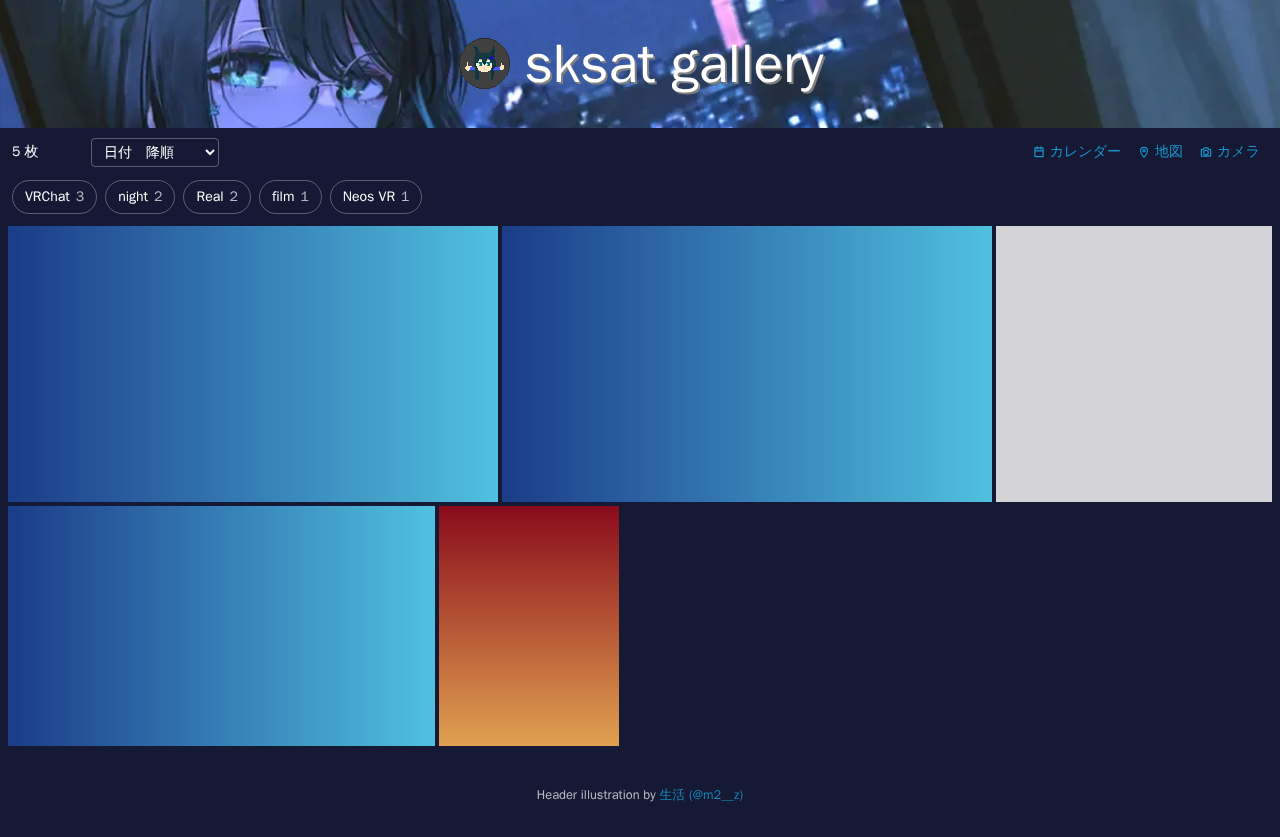 sksat gallery
5 枚
日付　降順
カレンダー
地図
カメラ
VRChat 3
night 2
Real 2
film 1
Neos VR 1
Header illustration by 生活 (@m2__z)